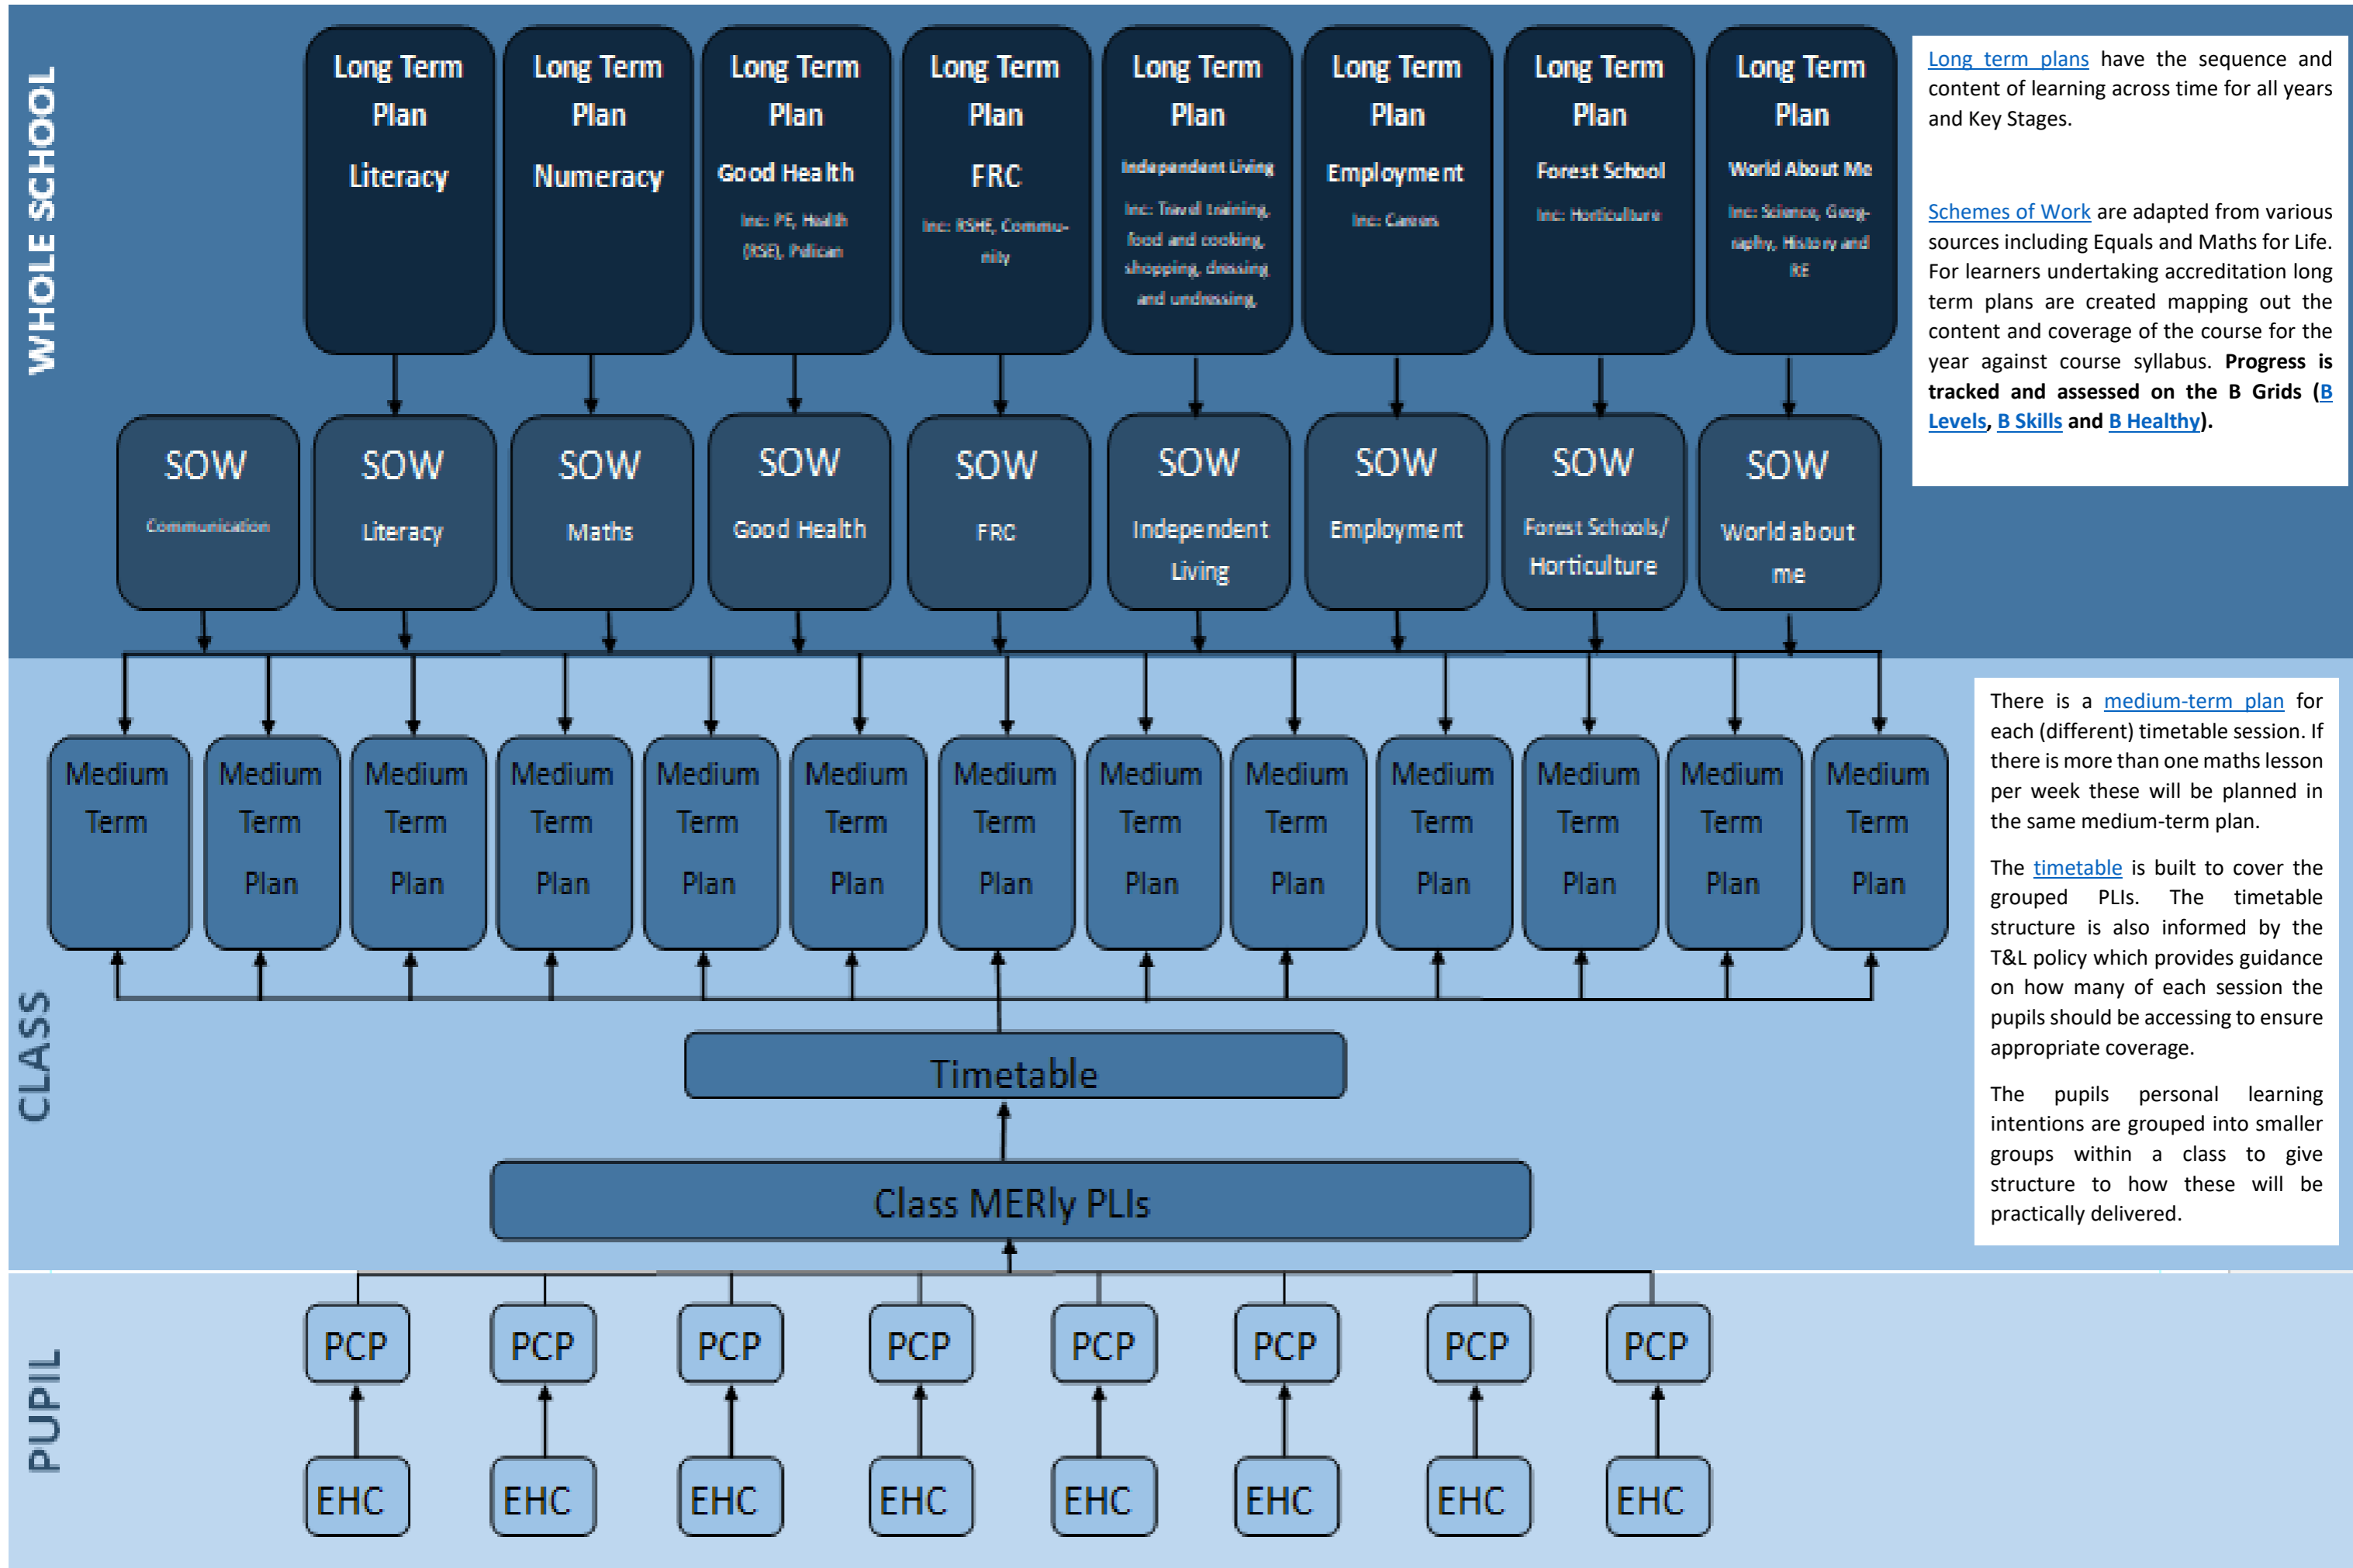 WHOLE SCHOOL
Long Term
Plan
Literacy
Long Term
Plan
Numeracy
Long Term
Plan
Good Health
Inc: PE, Health
(RSE), Pelican
Long Term
Plan
FRC
Inc: RSHE, Commu-
nity
Long Term
Plan
Independent Living
Inc: Travel training,
food and cooking,
shopping, dressing
and undressing,
Long Term
Plan
Employment
Inc: Careers
Long Term
Plan
Forest School
Inc: Horticulture
Long Term
Plan
World About Me
Inc: Science, Geog-
raphy, History and
RE
Long term plans have the sequence and
content of learning across time for all years
and Key Stages.
Schemes of Work are adapted from various
sources including Equals and Maths for Life.
For learners undertaking accreditation long
term plans are created mapping out the
content and coverage of the course for the
year against course syllabus. Progress is
tracked and assessed on the B Grids (B
Levels, B Skills and B Healthy).
SOW
Communication
SOW
Literacy
SOW
Maths
SOW
Good Health
SOW
FRC
SOW
Independent
Living
SOW
Employment
SOW
Forest Schools/
Horticulture
SOW
World about
me
CLASS
Medium
Term
Medium
Term
Plan
Medium
Term
Plan
Medium
Term
Plan
Medium
Term
Plan
Medium
Term
Plan
Medium
Term
Plan
Medium
Term
Plan
Medium
Term
Plan
Medium
Term
Plan
Medium
Term
Plan
Medium
Term
Plan
Medium
Term
Plan
There is a medium-term plan for
each (different) timetable session. If
there is more than one maths lesson
per week these will be planned in
the same medium-term plan.
The timetable is built to cover the
grouped PLIs. The timetable
structure is also informed by the
T&L policy which provides guidance
on how many of each session the
pupils should be accessing to ensure
appropriate coverage.
The pupils personal learning
intentions are grouped into smaller
groups within a class to give
structure to how these will be
practically delivered.
Timetable
Class MERly PLIs
PUPIL
PCP
PCP
PCP
PCP
PCP
PCP
PCP
PCP
EHC
EHC
EHC
EHC
EHC
EHC
EHC
EHC